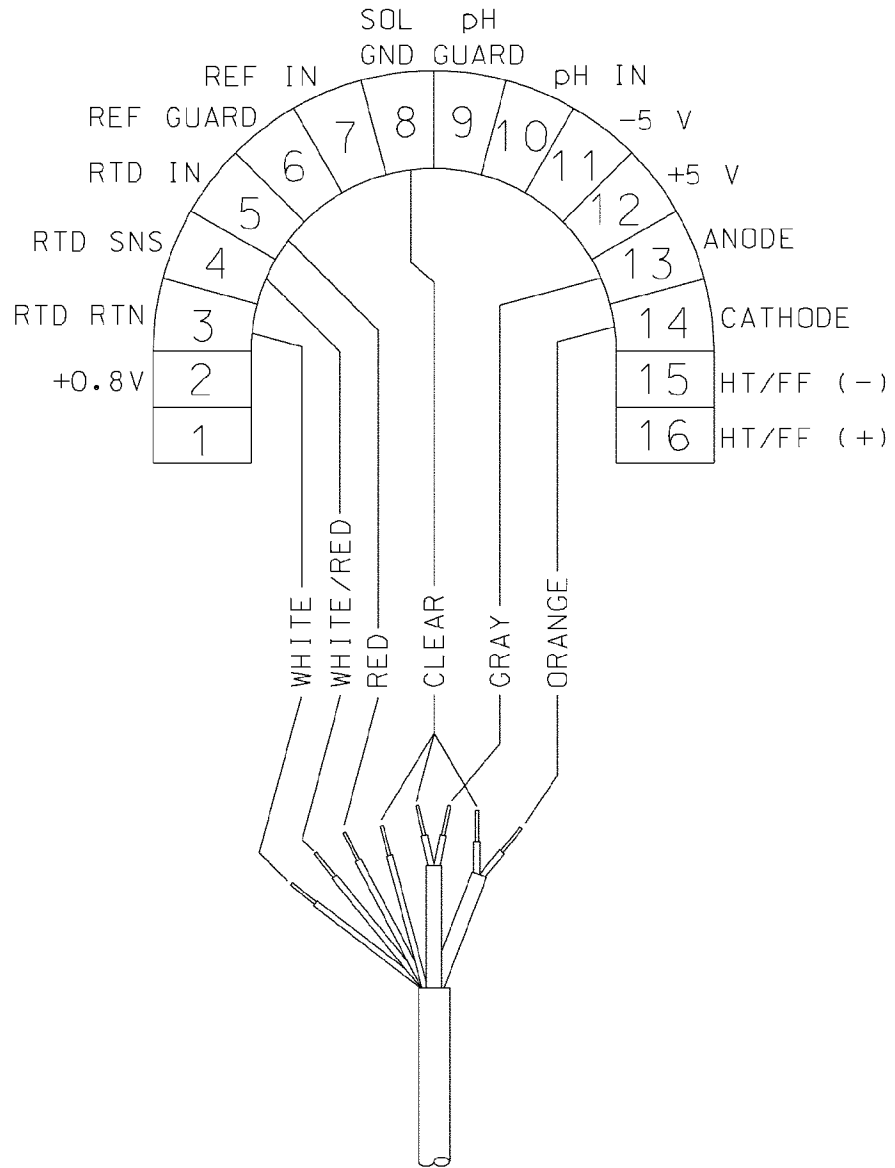 SOL pH
GND GUARD
REF IN
pH IN
REF GUARD
-5 V
RTD IN
+5 V
RTD SNS
ANODE
RTD RTN
CATHODE
+0.8V
HT/FF (-)
HT/FF (+)
1
2
3
4
5
6
7
8
9
10
11
12
13
14
15
16
WHITE
WHITE/RED
RED
CLEAR
GRAY
ORANGE